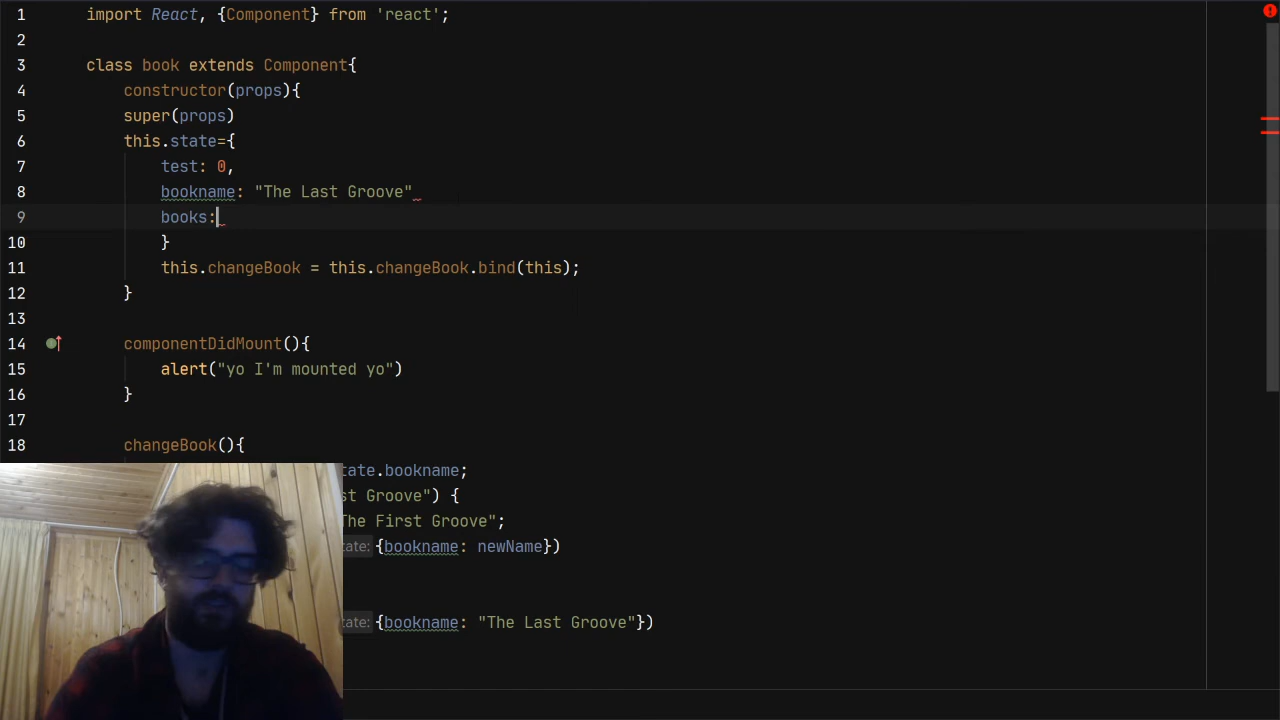 1 import React, {Component} from 'react';
2
3 class book extends Component{
4 constructor(props){
5 super(props)
6 this.state={
7 test: 0,
8 bookname: "The Last Groove"
9 books:
10 }
11 this.changeBook = this.changeBook.bind(this);
12 }
13
14 componentDidMount(){
15 alert("yo I'm mounted yo")
16 }
17
18 changeBook(){
tate.bookname;
st Groove") {
The First Groove";
tate: {bookname: newName})
tate: {bookname: "The Last Groove"})